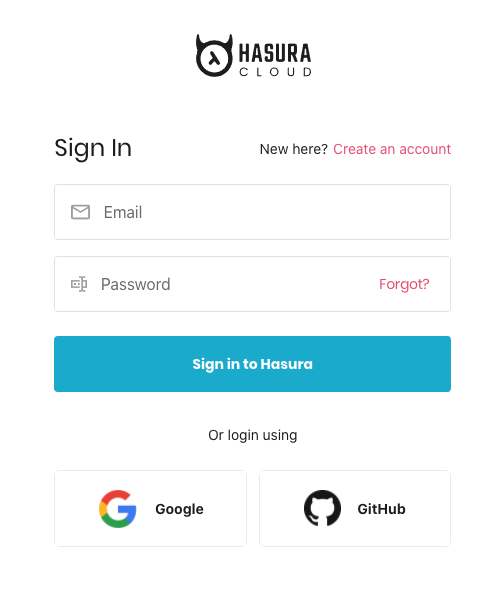 HASURA
CLOUD
Sign In
New here? Create an account
Email
Password Forgot?
Sign in to Hasura
Or login using
Google GitHub